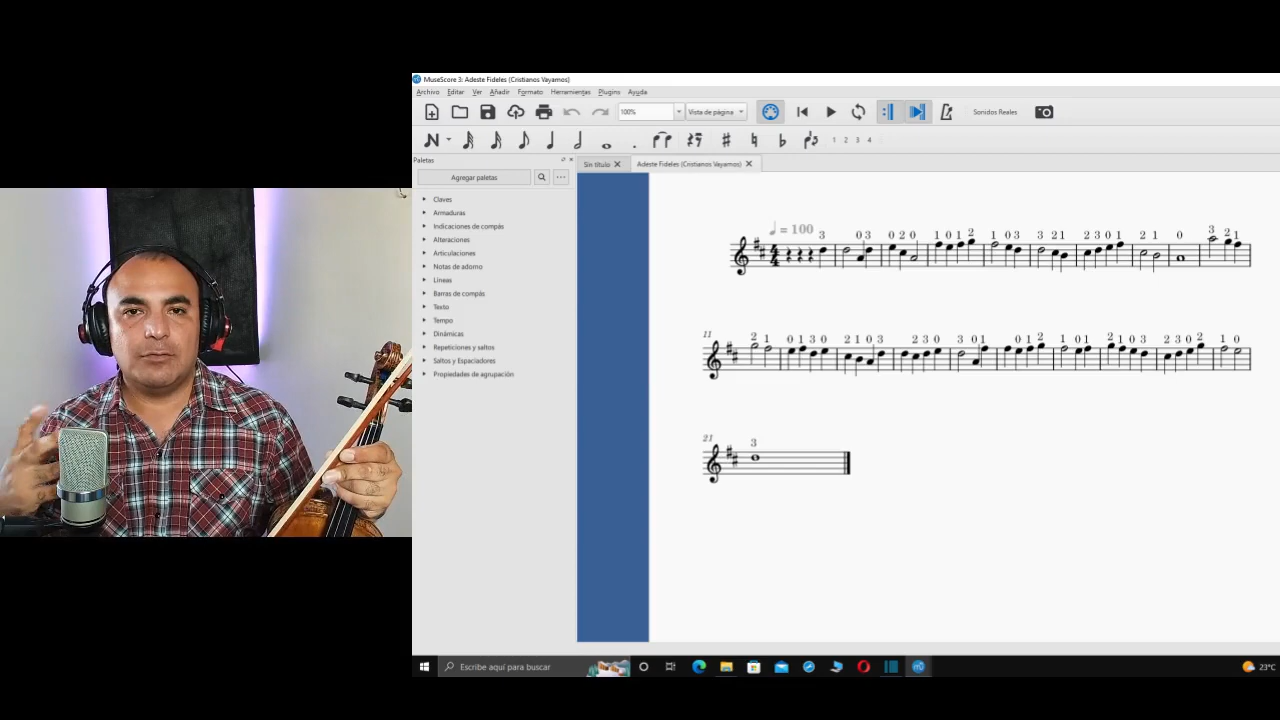 MuseScore 3: Adeste Fideles (Cristianos Vayamos)
Archivo Editar Ver Añadir Formato Herramientas Plugins Ayuda
100% Vista de página Sonidos Reales
1 2 3 4
Paletas
Sin título Adeste Fideles (Cristianos Vayamos)
Agregar paletas
Claves
Armaduras
Indicaciones de compás
Alteraciones
Articulaciones
Notas de adorno
Líneas
Barras de compás
Texto
Tempo
Dinámicas
Repeticiones y saltos
Saltos y Espaciadores
Propiedades de agrupación
= 100
3 0 3 0 2 0 1 0 1 2 1 0 3 3 2 1 2 3 0 1 2 1 0 3 2 1
11
2 1 0 1 3 0 2 1 0 3 2 3 0 3 0 1 0 1 2 1 0 1 2 1 0 3 2 3 0 2 1 0
21
3
Escribe aquí para buscar
23°C